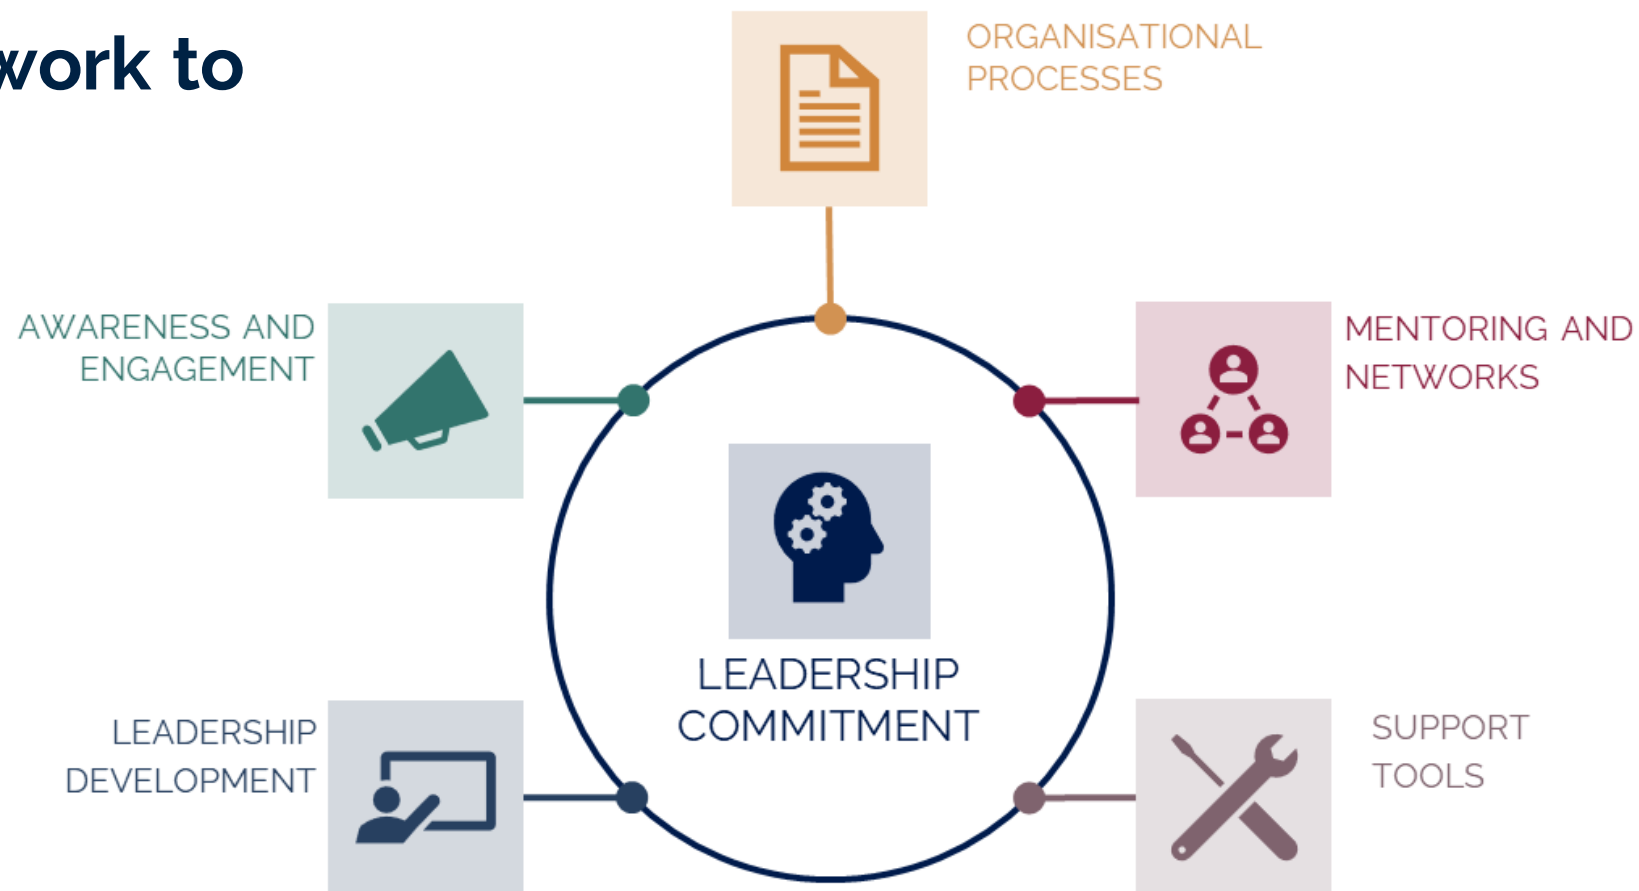 work to
ORGANISATIONAL
PROCESSES
AWARENESS AND
ENGAGEMENT
MENTORING AND
NETWORKS
LEADERSHIP
COMMITMENT
LEADERSHIP
DEVELOPMENT
SUPPORT
TOOLS